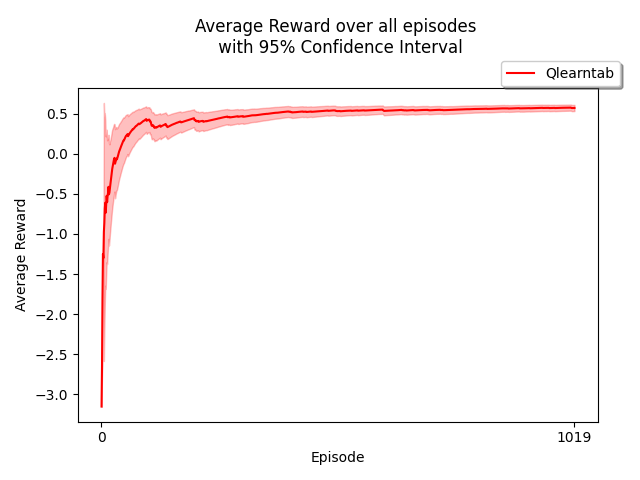 Average Reward over all episodes
with 95% Confidence Interval
Qlearntab
0.5
0.0
−0.5
−1.0
−1.5
−2.0
−2.5
−3.0
Average Reward
0
1019
Episode